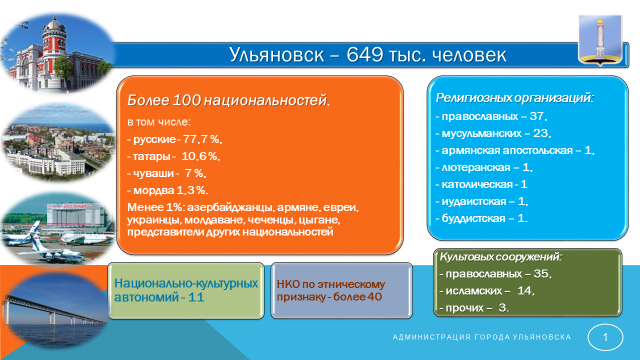 Ульяновск – 649 тыс. человек
Более 100 национальностей,
в том числе:
- русские - 77,7 %,
- татары - 10,6 %,
- чуваши - 7 %,
- мордва 1,3 %.
Менее 1%: азербайджанцы, армяне, евреи,
украинцы, молдаване, чеченцы, цыгане,
представители других национальностей
Религиозных организаций:
- православных – 37,
- мусульманских – 23,
- армянская апостольская – 1,
- лютеранская – 1,
- католическая - 1
- иудаистская – 1,
- буддистская – 1.
Национально-культурных
автономий - 11
НКО по этническому
признаку - более 40
Культовых сооружений:
- православных – 35,
- исламских – 14,
- прочих – 3.
АДМИНИСТРАЦИЯ ГОРОДА УЛЬЯНОВСКА
1